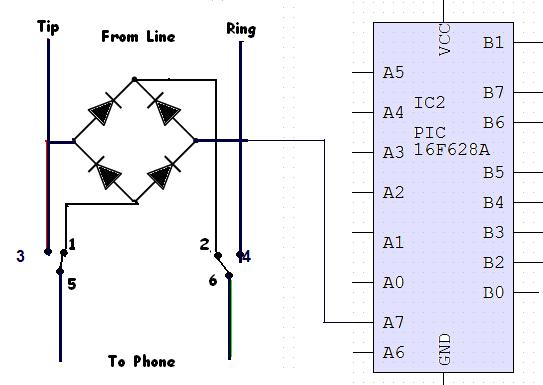 Tip
From Line
Ring
1
2
3
4
5
6
To Phone
VCC
B1
A5
B7
A4
IC2
B6
PIC
A3
16F628A
B5
A2
B4
B3
A1
B2
A0
B0
A7
A6
GND